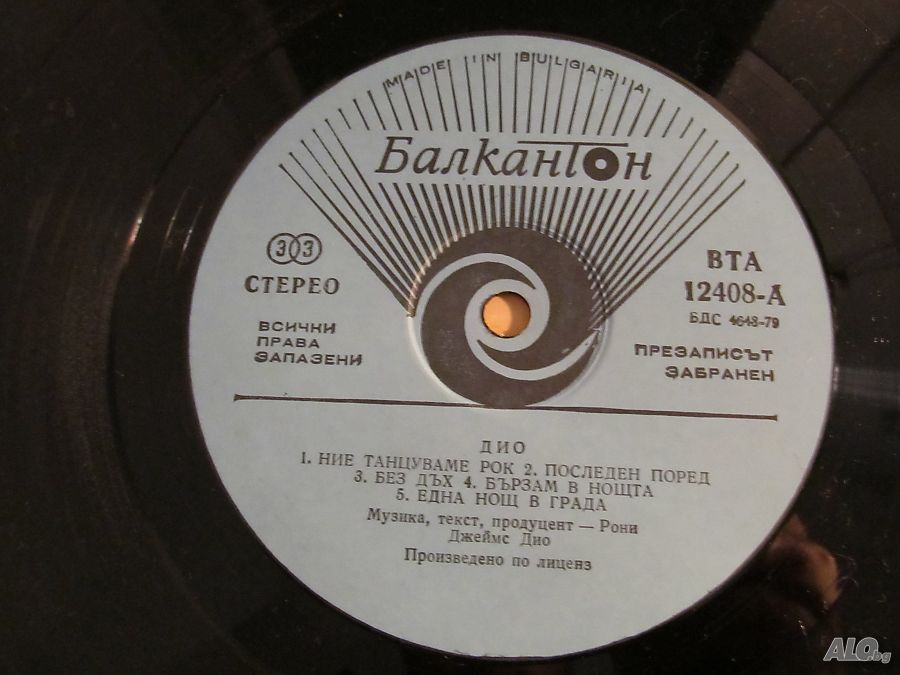 MADE IN BULGARIA
Балкантон
33
СТЕРЕО
ВСИЧКИ
ПРАВА
ЗАПАЗЕНИ
ВТА
12408-А
БДС 4643-79
ПРЕЗАПИСЪТ
ЗАБРАНЕН
ДИО
1. НИЕ ТАНЦУВАМЕ РОК 2. ПОСЛЕДЕН ПОРЕД
3. БЕЗ ДЪХ 4. БЪРЗАМ В НОЩТА
5. ЕДНА НОЩ В ГРАДА
Музика, текст, продуцент — Рони
Джеймс Дио
Произведено по лиценз
ALO.bg